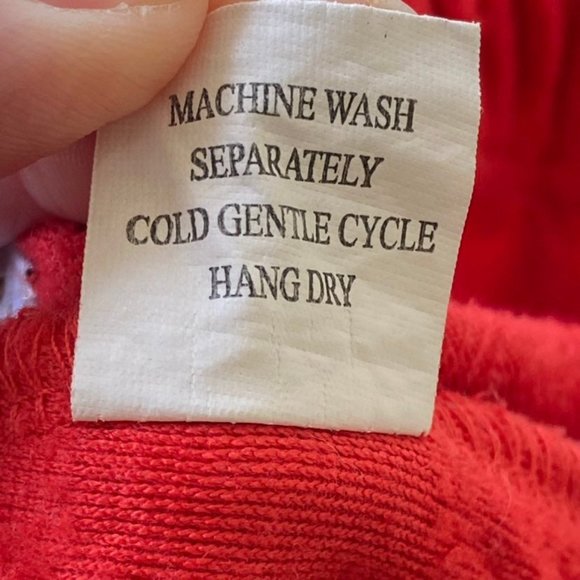 MACHINE WASH
SEPARATELY
COLD GENTLE CYCLE
HANG DRY